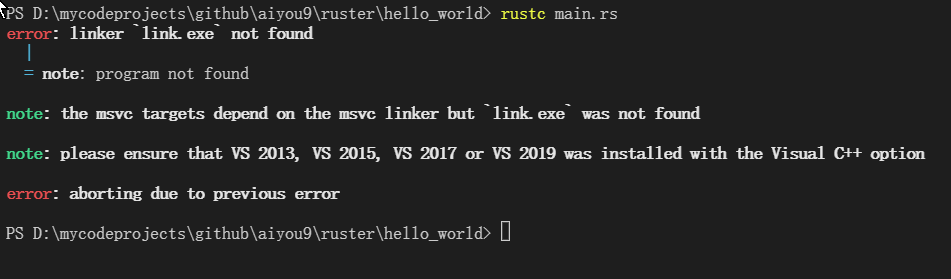 PS D:\mycodeprojects\github\aiyou9\ruster\hello_world> rustc main.rs
error: linker `link.exe` not found
  |
  = note: program not found
note: the msvc targets depend on the msvc linker but `link.exe` was not found
note: please ensure that VS 2013, VS 2015, VS 2017 or VS 2019 was installed with the Visual C++ option
error: aborting due to previous error
PS D:\mycodeprojects\github\aiyou9\ruster\hello_world>